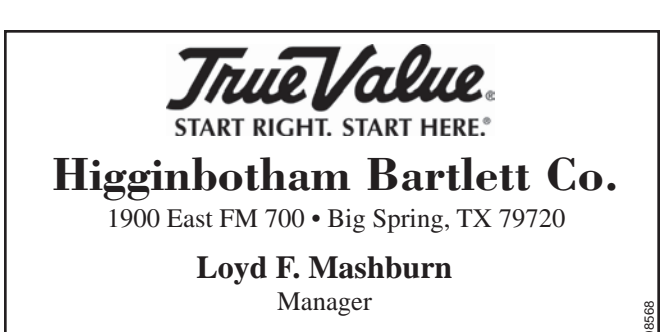 True Value®
START RIGHT. START HERE.®
Higginbotham Bartlett Co.
1900 East FM 700 • Big Spring, TX 79720
Loyd F. Mashburn
Manager